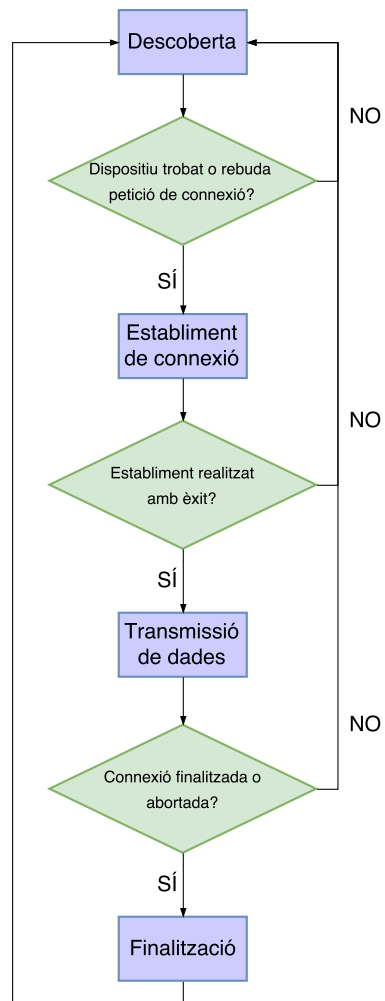 Descoberta
NO
Dispositiu trobat o rebuda
petició de connexió?
SÍ
Establiment
de connexió
NO
Establiment realitzat
amb èxit?
SÍ
Transmissió
de dades
NO
Connexió finalitzada o
abortada?
SÍ
Finalització